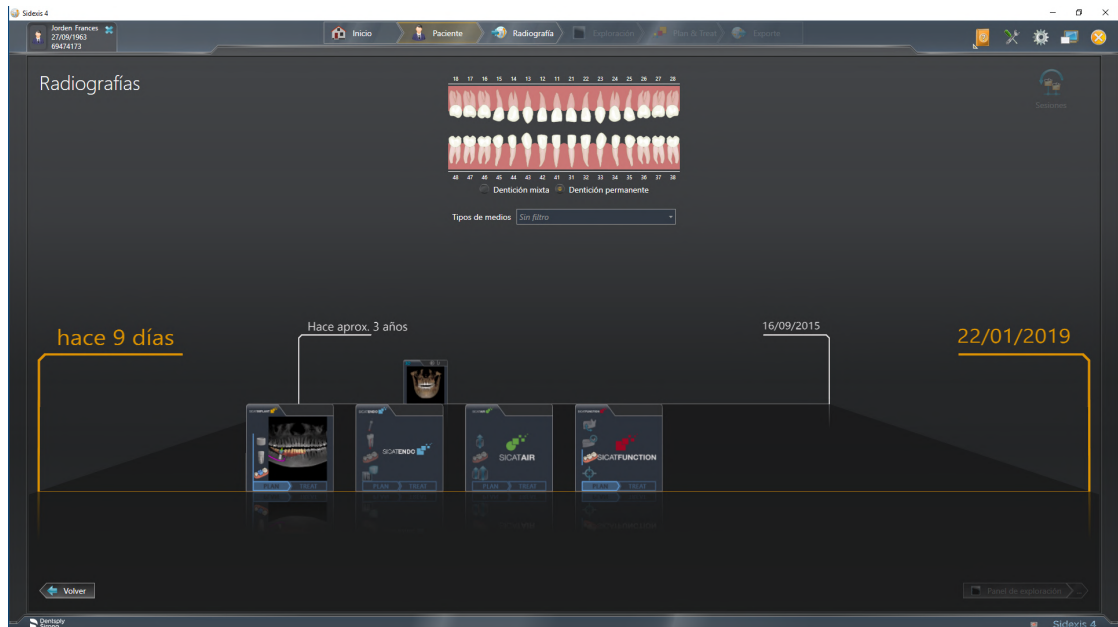 Sidexis 4
Jorden Frances
27/09/1963
69474173
Inicio
Paciente
Radiografía
Exploración
Plan & Treat
Exporte
Radiografías
Sesiones
18 17 16 15 14 13 12 11 21 22 23 24 25 26 27 28
48 47 46 45 44 43 42 41 31 32 33 34 35 36 37 38
Dentición mixta Dentición permanente
Tipos de medios Sin filtro
hace 9 días
Hace aprox. 3 años
16/09/2015
22/01/2019
SICATENDO
SICATAIR
SICATFUNCTION
PLAN TREAT
PLAN TREAT
PLAN TREAT
PLAN TREAT
Volver
Panel de exploración
Dentsply
Sirona
Sidexis 4